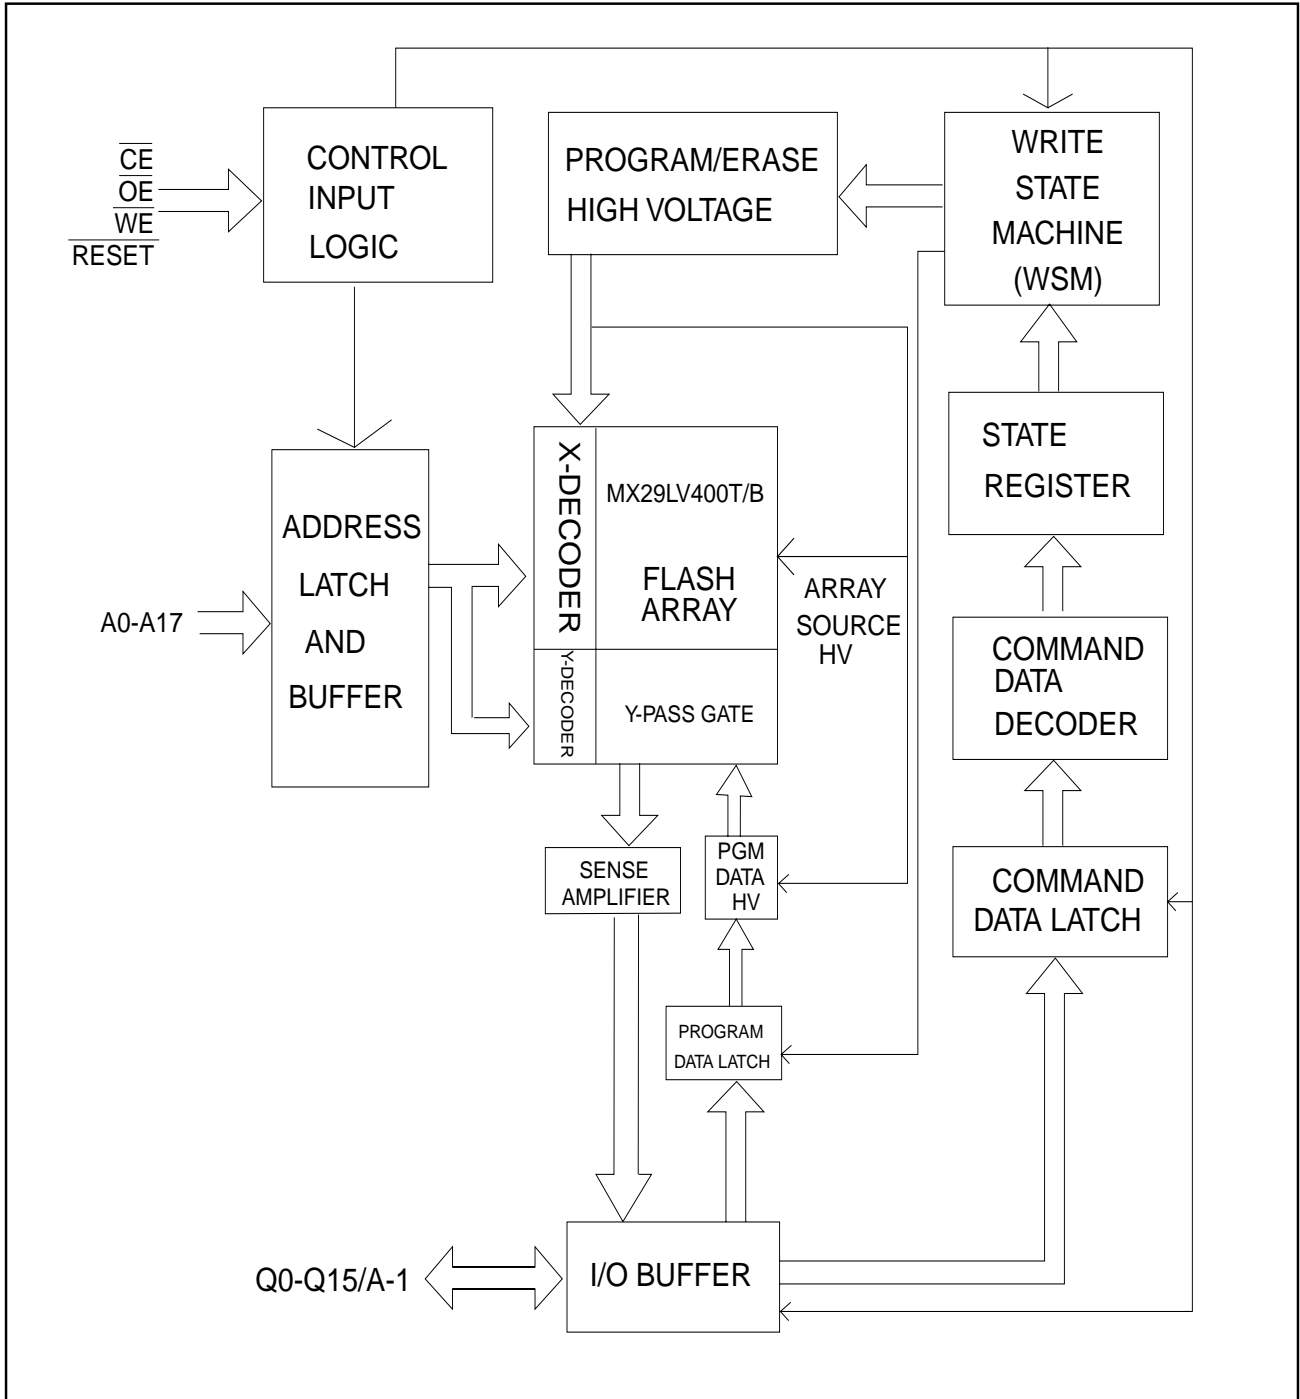 CE
OE
WE
RESET
CONTROL
INPUT
LOGIC
PROGRAM/ERASE
HIGH VOLTAGE
WRITE
STATE
MACHINE
(WSM)
STATE
REGISTER
X-DECODER
MX29LV400T/B
FLASH
ARRAY
ADDRESS
LATCH
AND
BUFFER
A0-A17
ARRAY
SOURCE
HV
Y-DECODER
Y-PASS GATE
COMMAND
DATA
DECODER
SENSE
AMPLIFIER
PGM
DATA
HV
COMMAND
DATA LATCH
PROGRAM
DATA LATCH
Q0-Q15/A-1
I/O BUFFER